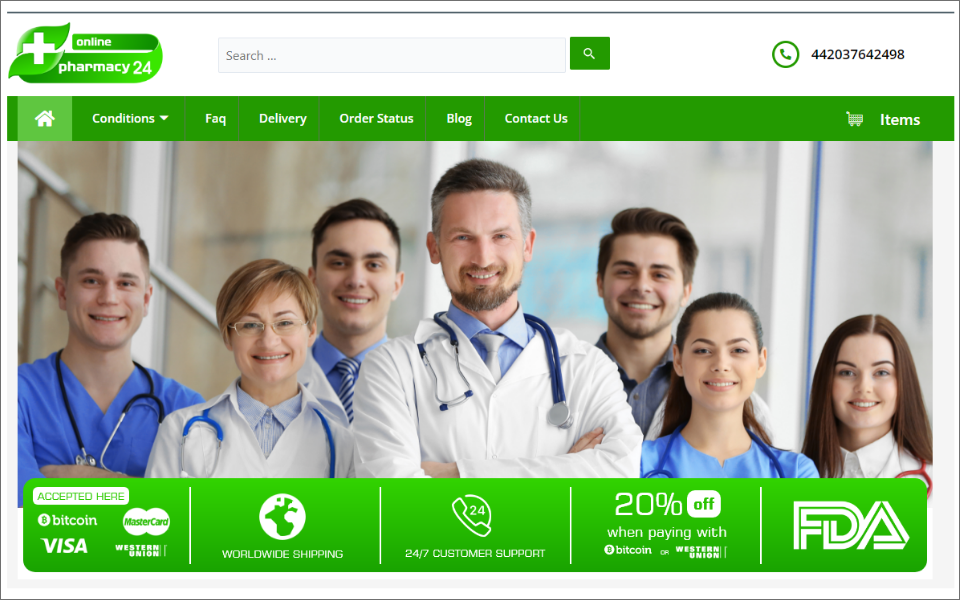 online
pharmacy 24
Search ...
442037642498
Conditions
Faq
Delivery
Order Status
Blog
Contact Us
Items
ACCEPTED HERE
bitcoin
MasterCard
VISA
WESTERN UNION
WORLDWIDE SHIPPING
24
24/7 CUSTOMER SUPPORT
20% off
when paying with
bitcoin OR WESTERN UNION
FDA